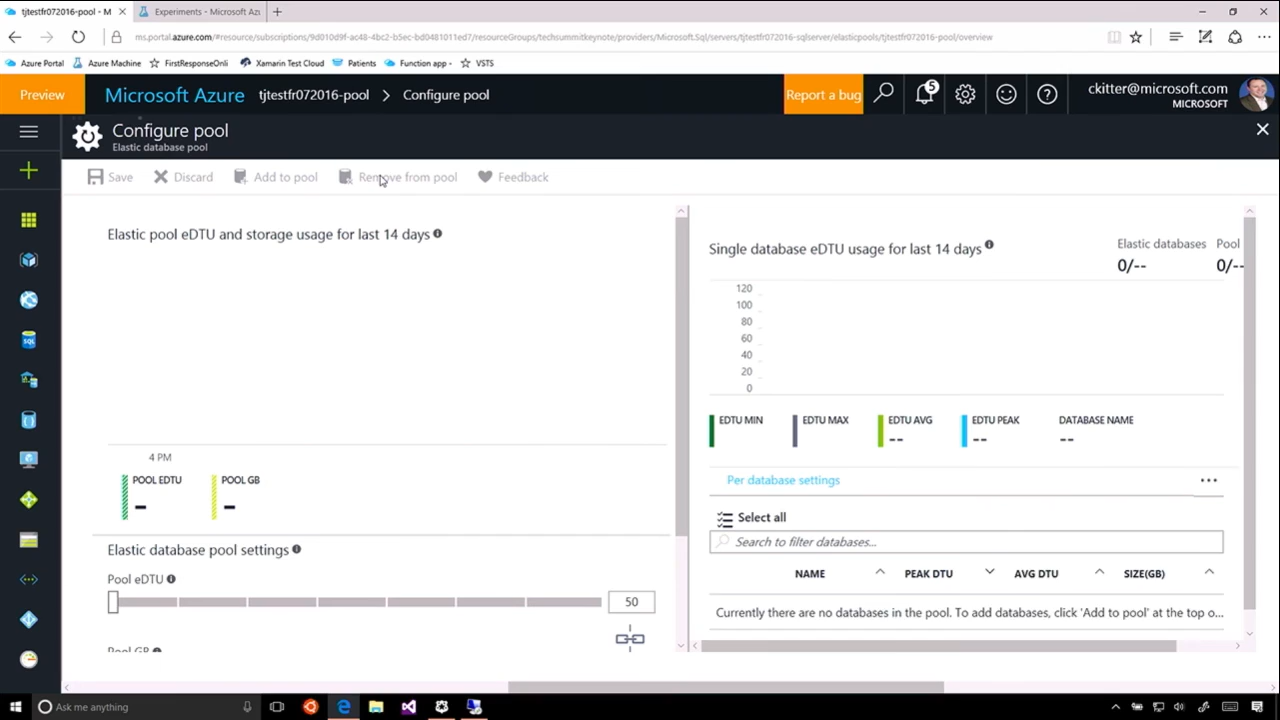 tjtestfr072016-pool - M
Experiments - Microsoft Az
ms.portal.azure.com/#resource/subscriptions/9d010d9f-ac48-4bc2-b5ec-bd0481011ed7/resourceGroups/techsummitkeynote/providers/Microsoft.Sql/servers/tjtestfr072016-sqlserver/elasticpools/tjtestfr072016-pool/overview
Azure Portal
Azure Machine
FirstResponseOnli
Xamarin Test Cloud
Patients
Function app -
VSTS
Preview
Microsoft Azure
tjtestfr072016-pool > Configure pool
Report a bug
5
ckitter@microsoft.com
MICROSOFT
Configure pool
Elastic database pool
Save
Discard
Add to pool
Remove from pool
Feedback
Elastic pool eDTU and storage usage for last 14 days
4 PM
POOL EDTU
--
POOL GB
--
Elastic database pool settings
Pool eDTU
50
Pool GB
Single database eDTU usage for last 14 days
Elastic databases
0/--
Pool
0/--
120
100
80
60
40
20
0
EDTU MIN
EDTU MAX
EDTU AVG
--
EDTU PEAK
--
DATABASE NAME
--
Per database settings
...
Select all
Search to filter databases...
NAME PEAK DTU AVG DTU SIZE(GB)
Currently there are no databases in the pool. To add databases, click 'Add to pool' at the top o...
SQL
Ask me anything